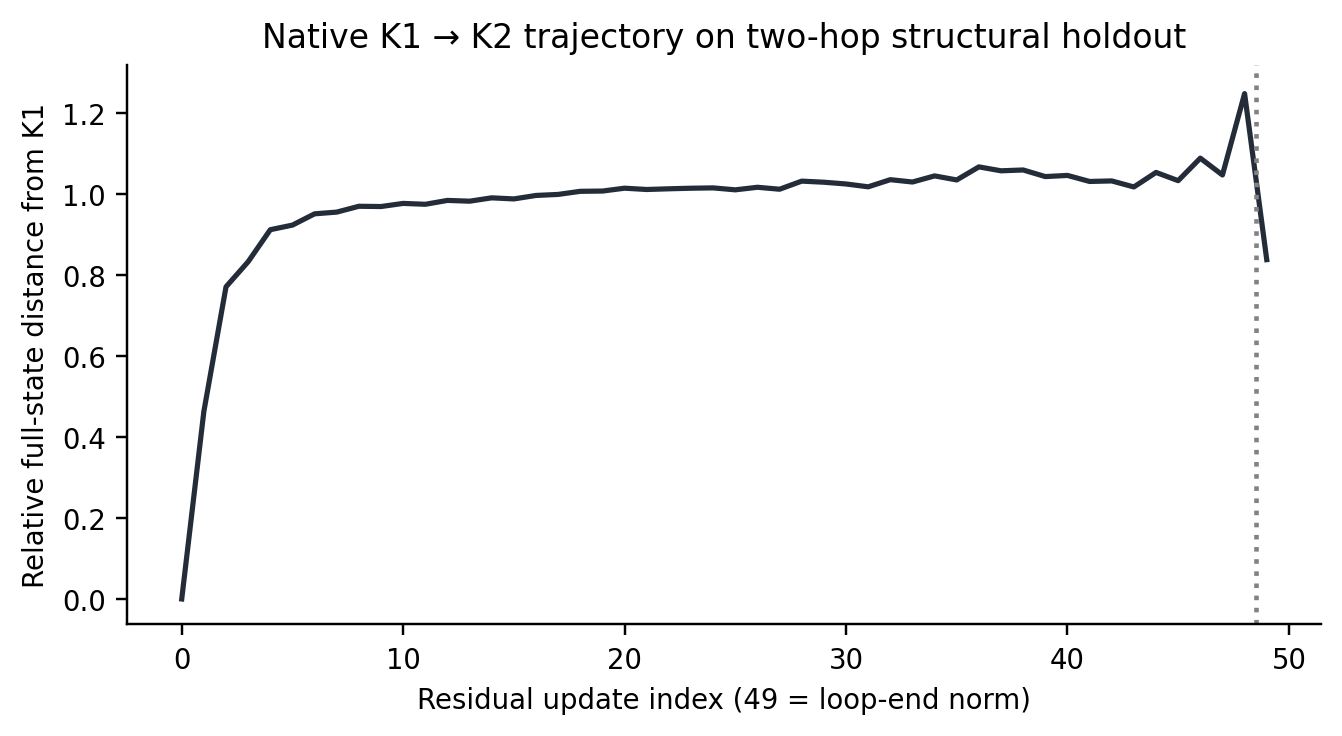 Native K1 → K2 trajectory on two-hop structural holdout
Relative full-state distance from K1
1.2
1.0
0.8
0.6
0.4
0.2
0.0
0 10 20 30 40 50
Residual update index (49 = loop-end norm)